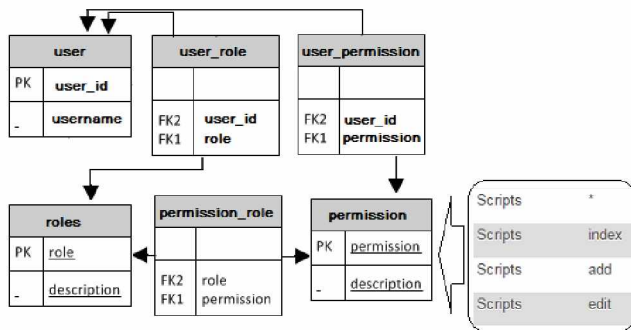 user
PK user_id
_ username
user_role
FK2 user_id
FK1 role
user_permission
FK2 user_id
FK1 permission
roles
PK role
_ description
permission_role
FK2 role
FK1 permission
permission
PK permission
_ description
Scripts *
Scripts index
Scripts add
Scripts edit